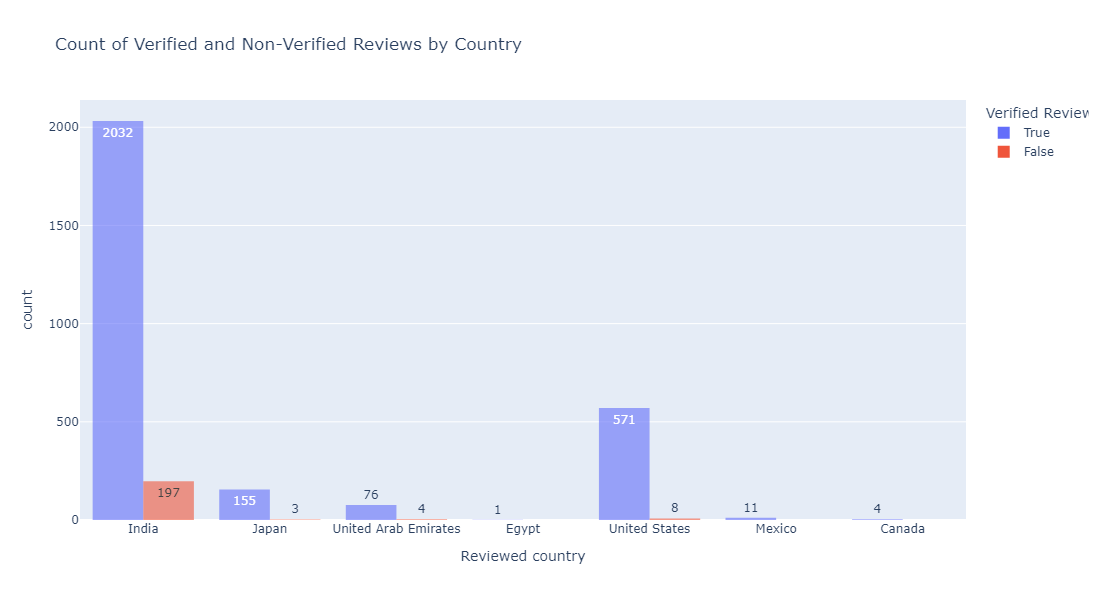 Count of Verified and Non-Verified Reviews by Country
Verified Review
True
False
count
2000
1500
1000
500
0
2032
197
155
3
76
4
1
571
8
11
4
India
Japan
United Arab Emirates
Egypt
United States
Mexico
Canada
Reviewed country